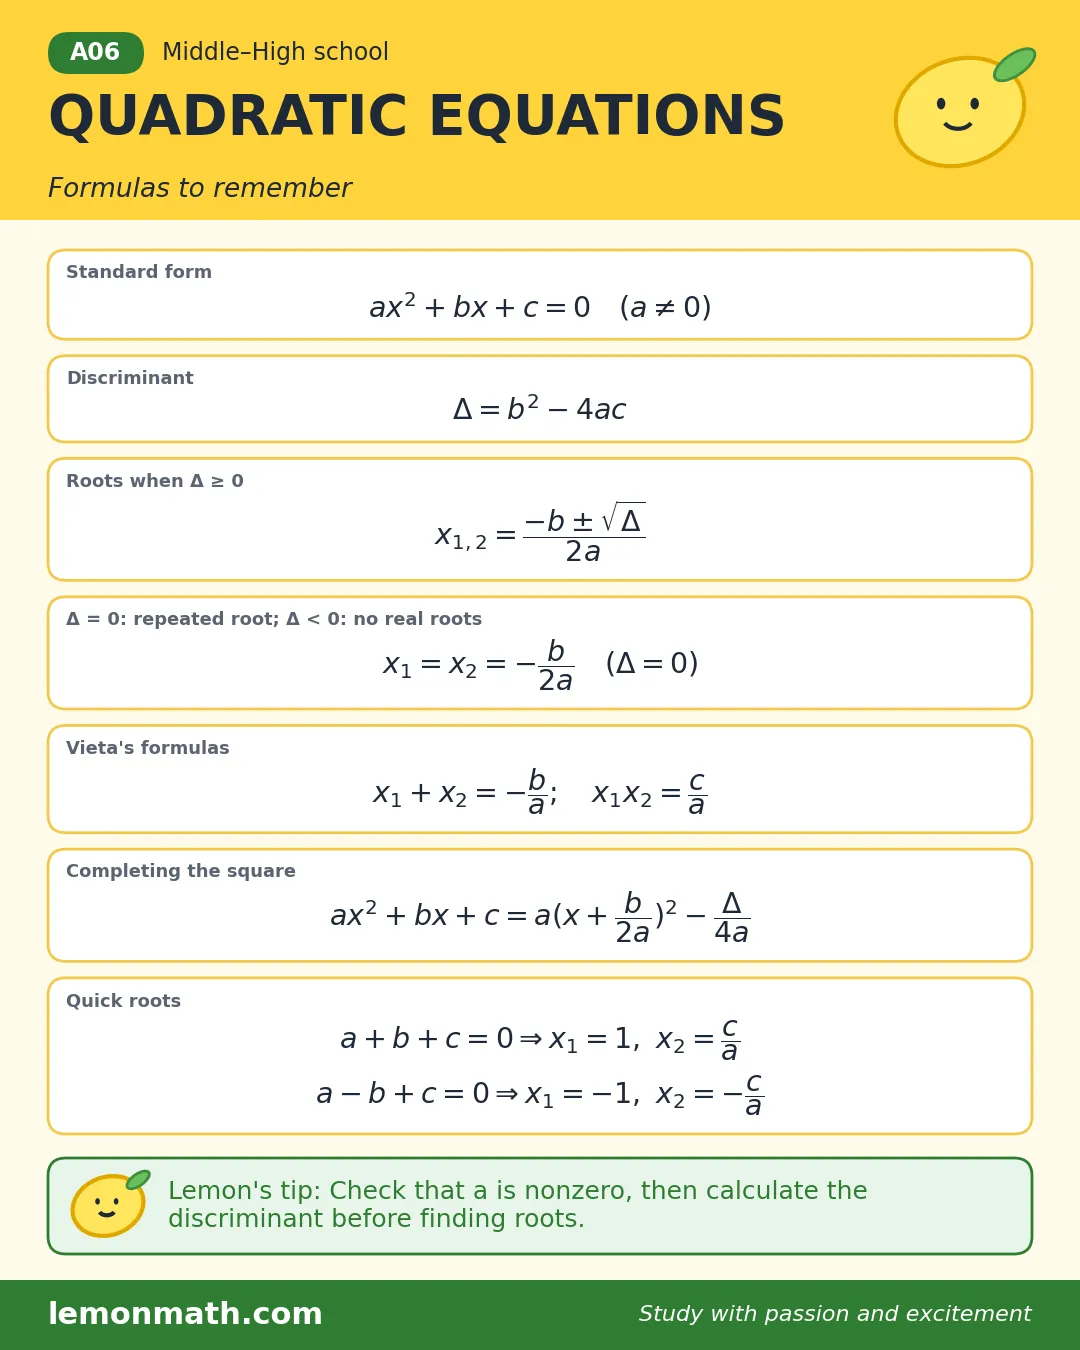 A06 Middle–High school
QUADRATIC EQUATIONS
Formulas to remember
Standard form
ax² + bx + c = 0 (a ≠ 0)
Discriminant
Δ = b² − 4ac
Roots when Δ ≥ 0
x₁,₂ = (−b ± √Δ)/(2a)
Δ = 0: repeated root; Δ < 0: no real roots
x₁ = x₂ = −b/(2a) (Δ = 0)
Vieta's formulas
x₁ + x₂ = −b/a; x₁x₂ = c/a
Completing the square
ax² + bx + c = a(x + b/(2a))² − Δ/(4a)
Quick roots
a + b + c = 0 ⇒ x₁ = 1, x₂ = c/a
a − b + c = 0 ⇒ x₁ = −1, x₂ = −c/a
Lemon's tip: Check that a is nonzero, then calculate the
discriminant before finding roots.
lemonmath.com
Study with passion and excitement